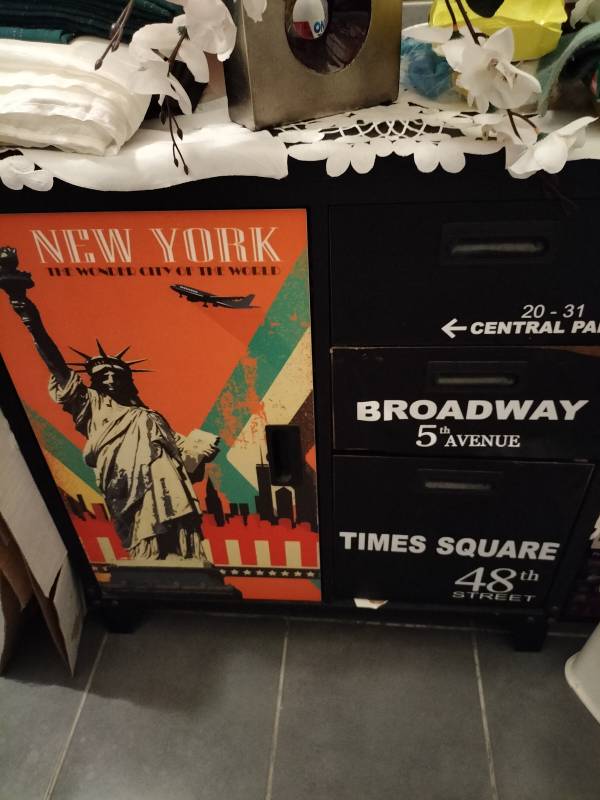 NEW YORK
THE WONDER CITY OF THE WORLD
20 - 31
← CENTRAL PA
BROADWAY
5th AVENUE
TIMES SQUARE
48th
STREET